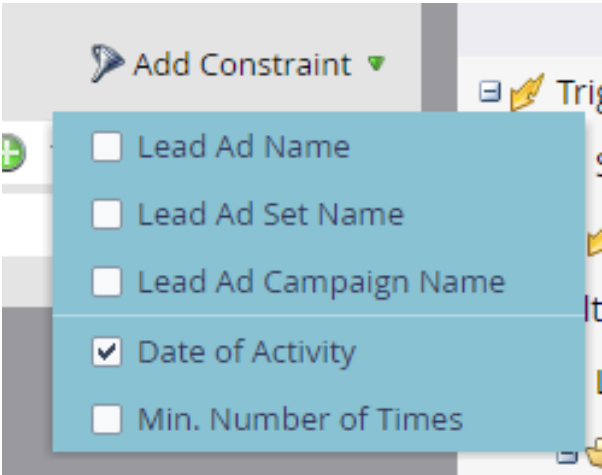 Add Constraint
Trig
Lead Ad Name
Lead Ad Set Name
Lead Ad Campaign Name
Date of Activity
Min. Number of Times